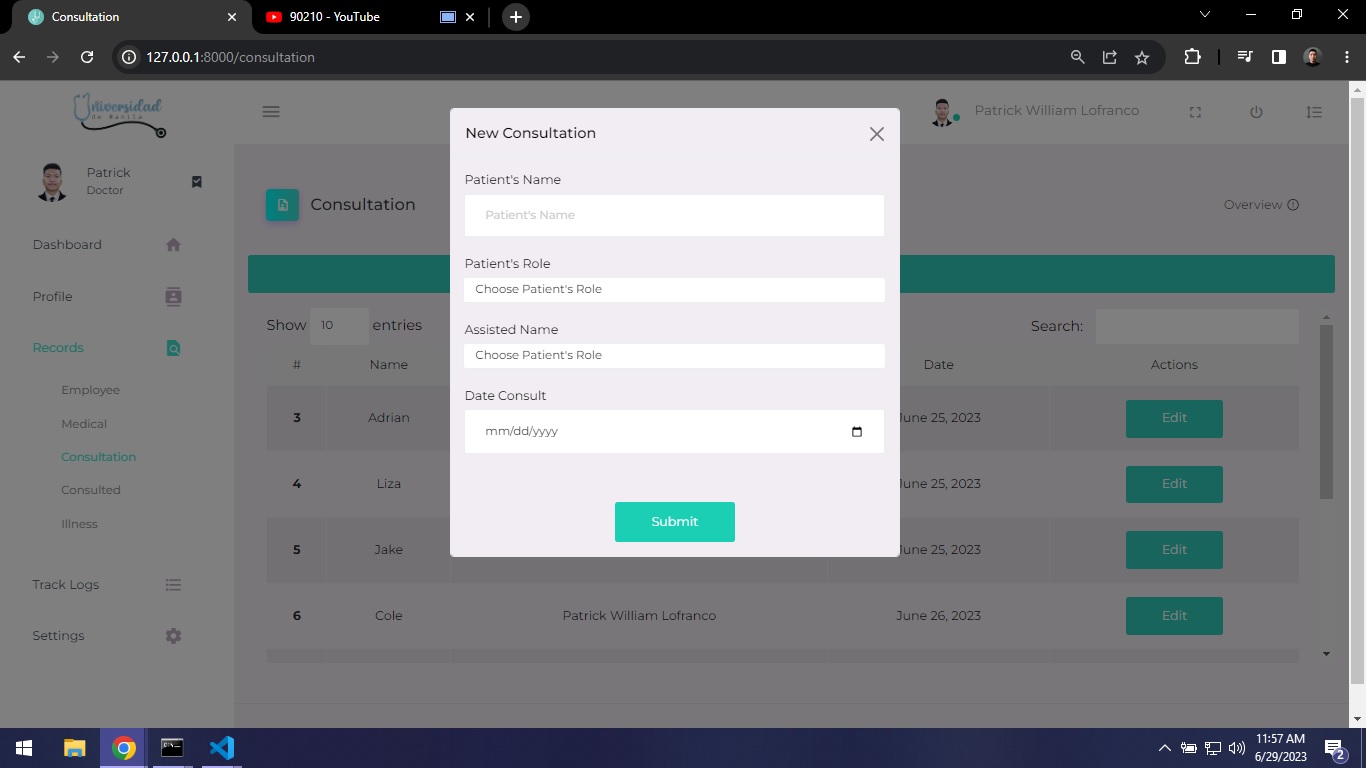 Consultation
90210 - YouTube
127.0.0.1:8000/consultation
Universidad
de Manila
Patrick William Lofranco
Patrick
Doctor
Dashboard
Profile
Records
Employee
Medical
Consultation
Consulted
Illness
Track Logs
Settings
Consultation
Overview
Show 10 entries
Search:
# Name Date Actions
3 Adrian June 25, 2023 Edit
4 Liza June 25, 2023 Edit
5 Jake June 25, 2023 Edit
6 Cole Patrick William Lofranco June 26, 2023 Edit
New Consultation
Patient's Name
Patient's Name
Patient's Role
Choose Patient's Role
Assisted Name
Choose Patient's Role
Date Consult
mm/dd/yyyy
Submit
11:57 AM
6/29/2023
2